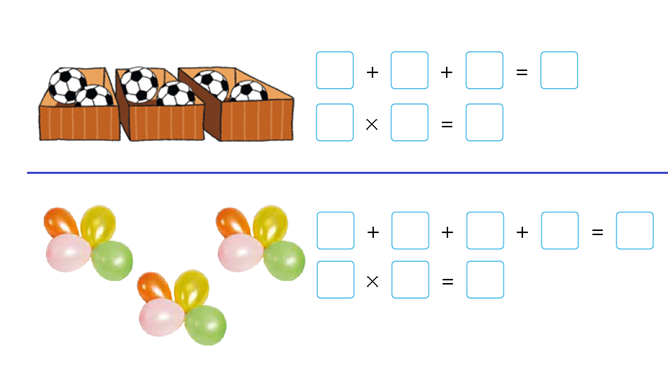 + + =
× =
+ + + =
× =